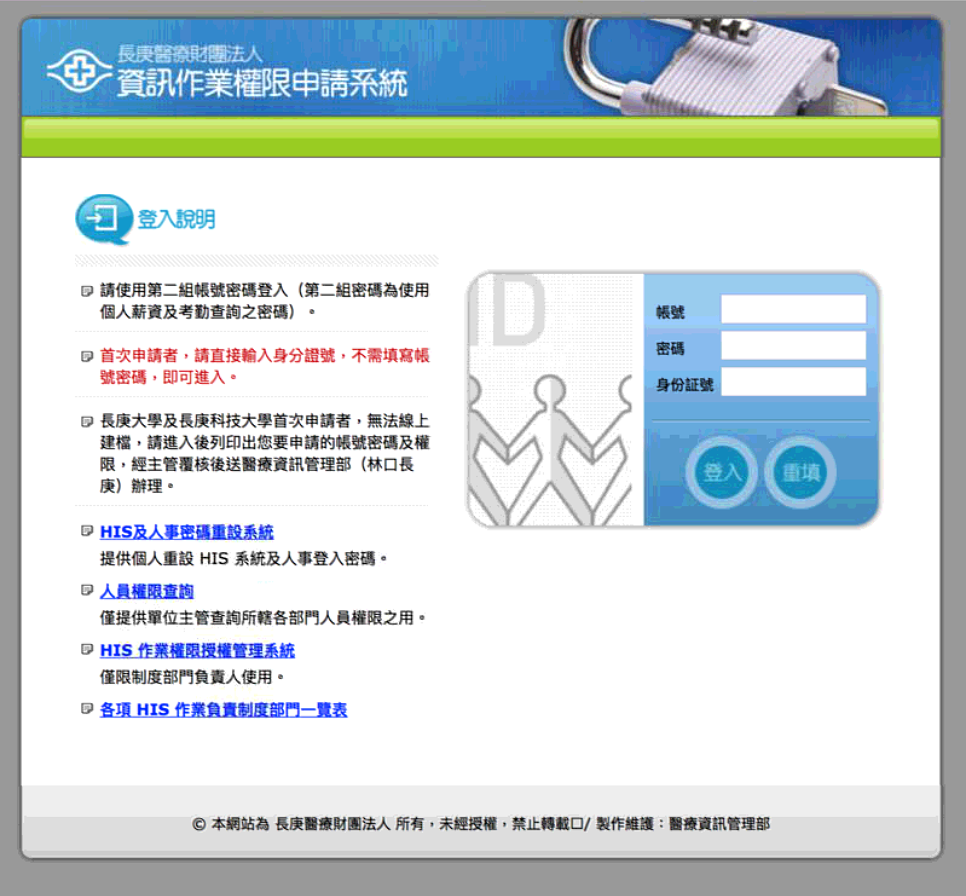 長庚醫療財團法人
資訊作業權限申請系統
登入說明
請使用第二組帳號密碼登入（第二組密碼為使用
個人薪資及考勤查詢之密碼）。
首次申請者，請直接輸入身分證號，不需填寫帳
號密碼，即可進入。
長庚大學及長庚科技大學首次申請者，無法線上
建檔，請進入後列印出您要申請的帳號密碼及權
限，經主管覆核後送醫療資訊管理部（林口長
庚）辦理。
HIS及人事密碼重設系統
提供個人重設 HIS 系統及人事登入密碼。
人員權限查詢
僅提供單位主管查詢所轄各部門人員權限之用。
HIS 作業權限授權管理系統
僅限制度部門負責人使用。
各項 HIS 作業負責制度部門一覽表
ID
帳號
密碼
身份証號
登入
重填
© 本網站為 長庚醫療財團法人 所有，未經授權，禁止轉載口/ 製作維護：醫療資訊管理部